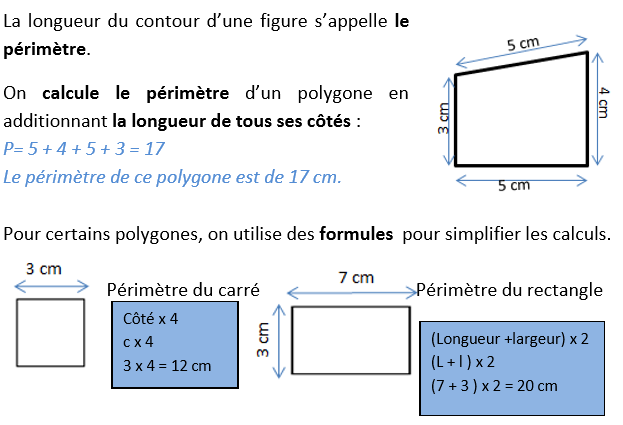 La longueur du contour d'une figure s'appelle le
périmètre.
On calcule le périmètre d'un polygone en
additionnant la longueur de tous ses côtés :
P= 5 + 4 + 5 + 3 = 17
Le périmètre de ce polygone est de 17 cm.
5 cm
3 cm
4 cm
5 cm
Pour certains polygones, on utilise des formules pour simplifier les calculs.
3 cm
Périmètre du carré
Côté x 4
c x 4
3 x 4 = 12 cm
7 cm
3 cm
Périmètre du rectangle
(Longueur +largeur) x 2
(L + l ) x 2
(7 + 3 ) x 2 = 20 cm